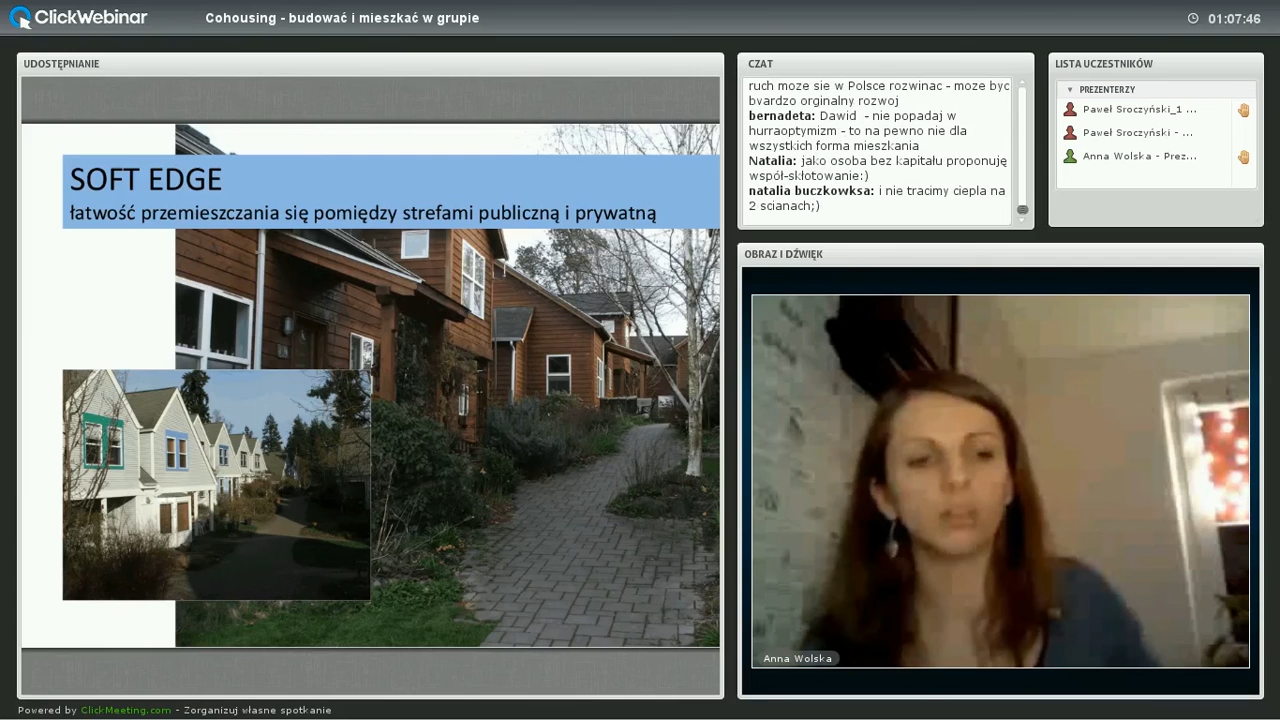 ClickWebinar
Cohousing - budować i mieszkać w grupie
01:07:46
UDOSTĘPNIANIE
SOFT EDGE
łatwość przemieszczania się pomiędzy strefami publiczną i prywatną
CZAT
ruch moze sie w Polsce rozwinac - moze byc
bvardzo orginalny rozwoj
bernadeta: Dawid - nie popadaj w
hurraoptymizm - to na pewno nie dla
wszystkich forma mieszkania
Natalia: jako osoba bez kapitału proponuję
wspól-skłotowanie:)
natalia buczkowksa: i nie tracimy ciepla na
2 scianach;)
LISTA UCZESTNIKÓW
PREZENTERZY
Paweł Sroczyński_1 ...
Paweł Sroczyński - ...
Anna Wolska - Prez...
OBRAZ I DŹWIĘK
Anna Wolska
Powered by ClickMeeting.com - Zorganizuj własne spotkanie